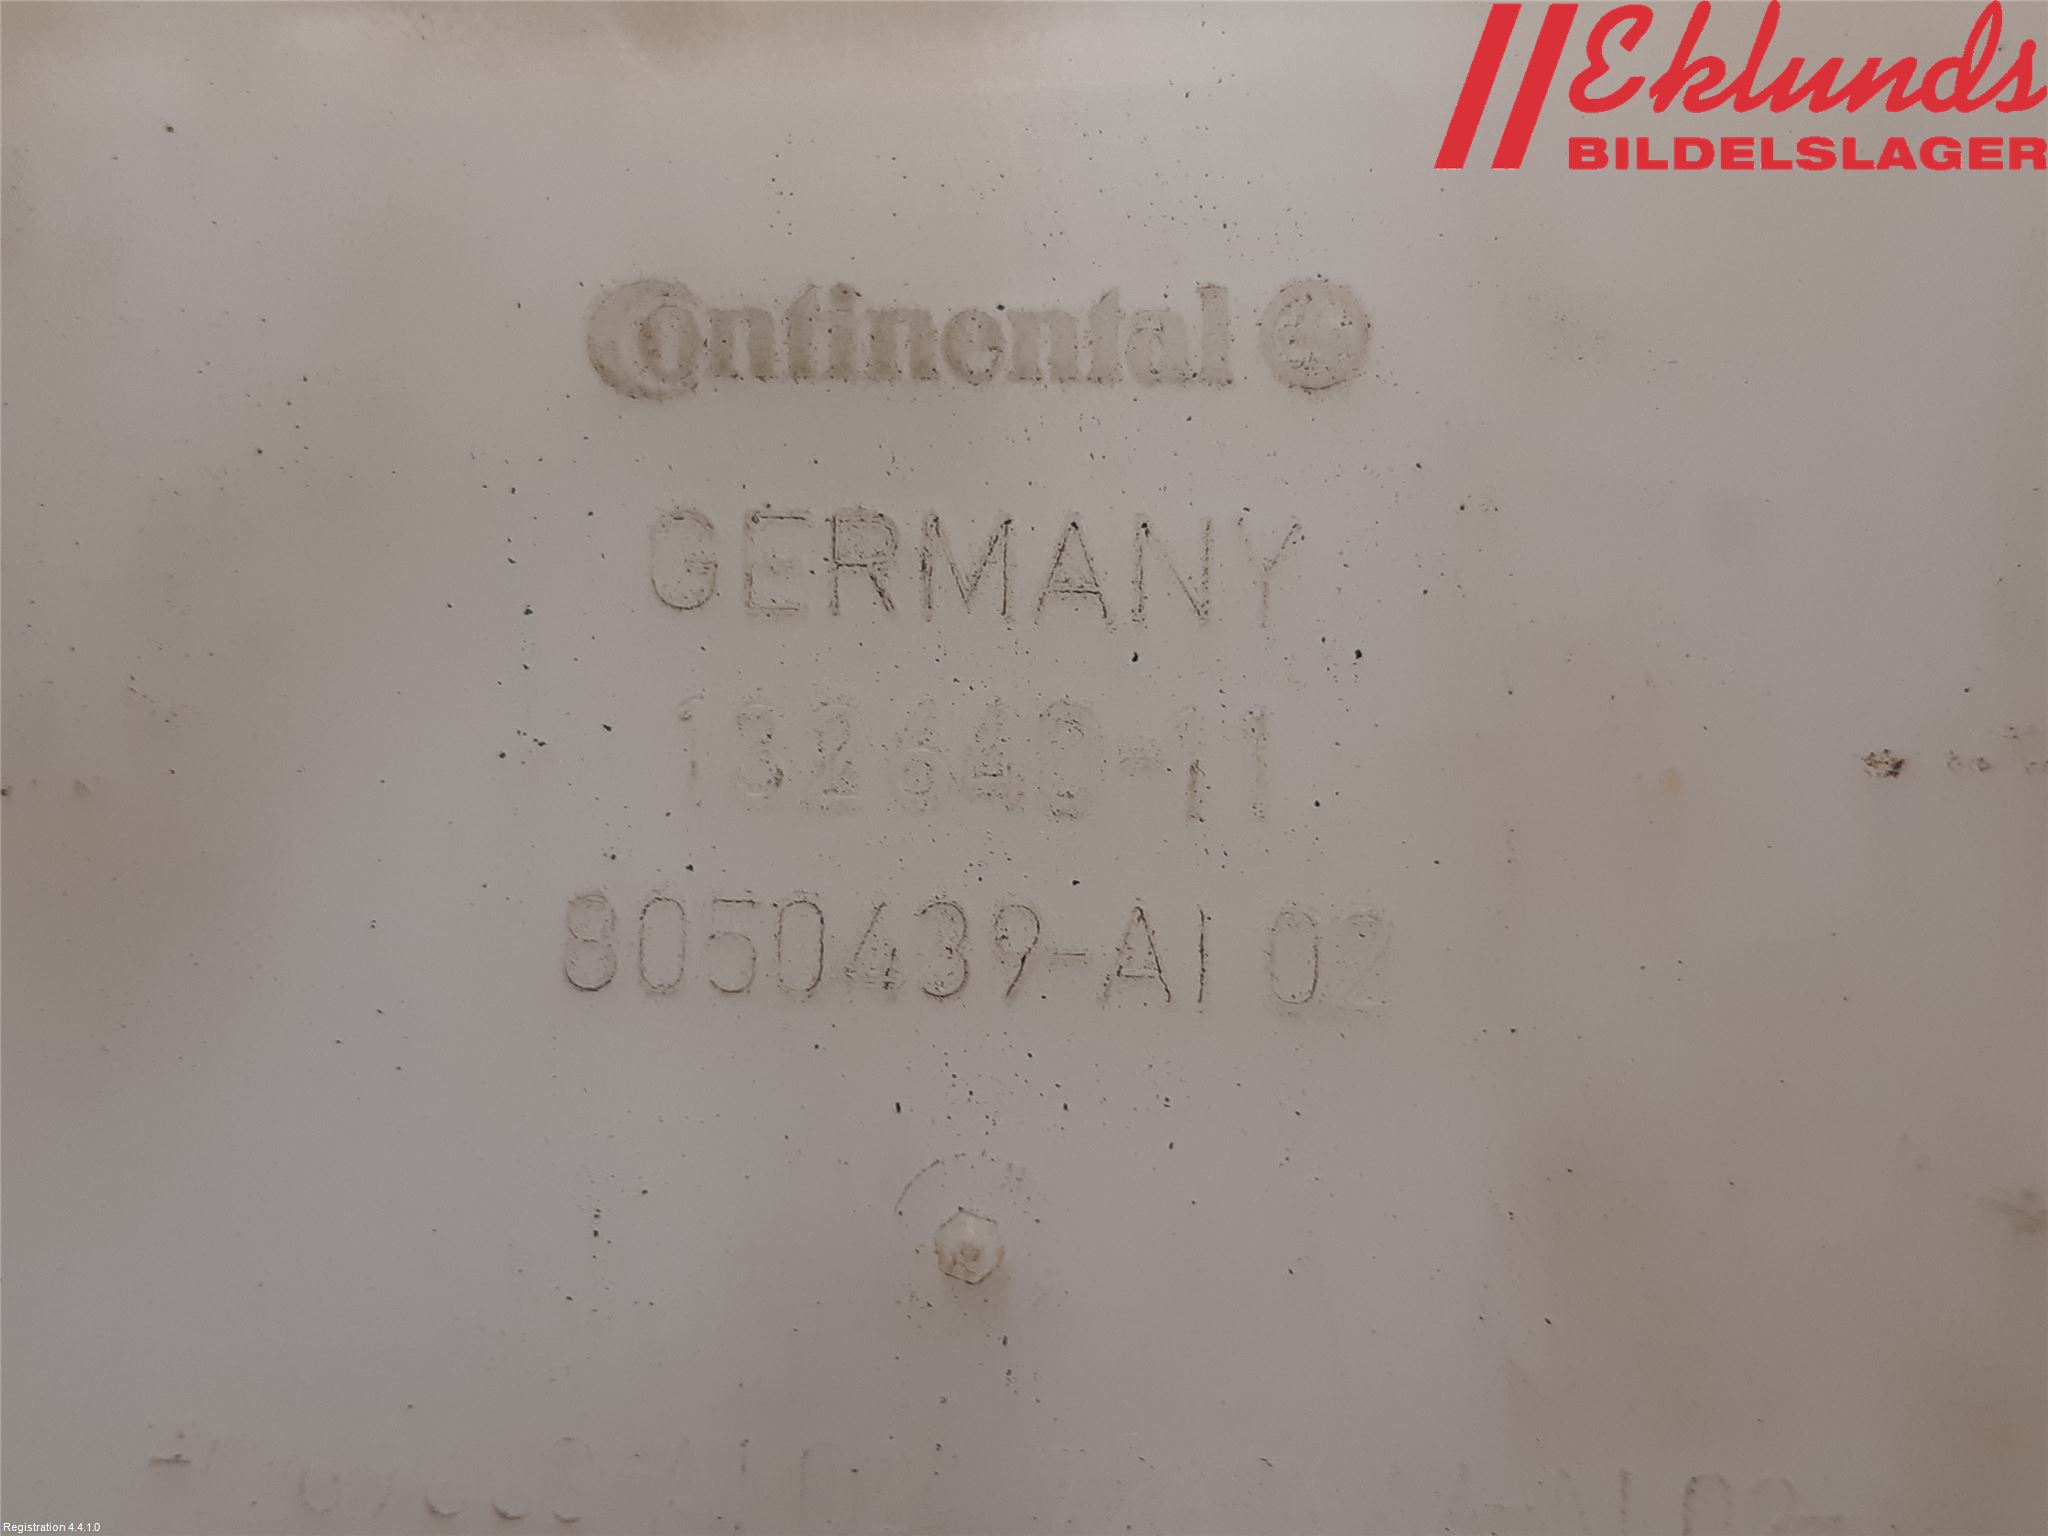 Eklunds
BILDELSLAGER
Continental
GERMANY
132640-11
8050439-AI 02
Registration 4.4.1.0